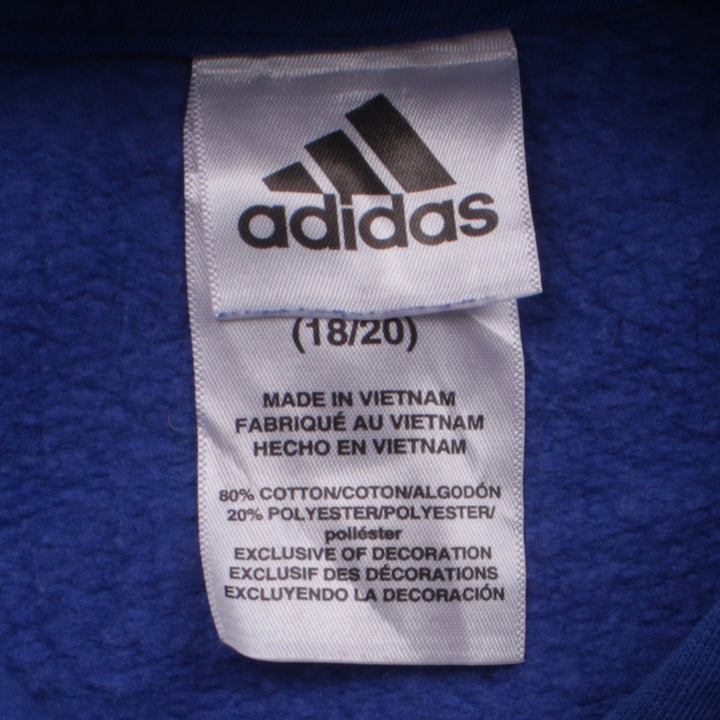 adidas
(18/20)
MADE IN VIETNAM
FABRIQUÉ AU VIETNAM
HECHO EN VIETNAM
80% COTTON/COTON/ALGODÓN
20% POLYESTER/POLYESTER/
poliéster
EXCLUSIVE OF DECORATION
EXCLUSIF DES DÉCORATIONS
EXCLUYENDO LA DECORACIÓN